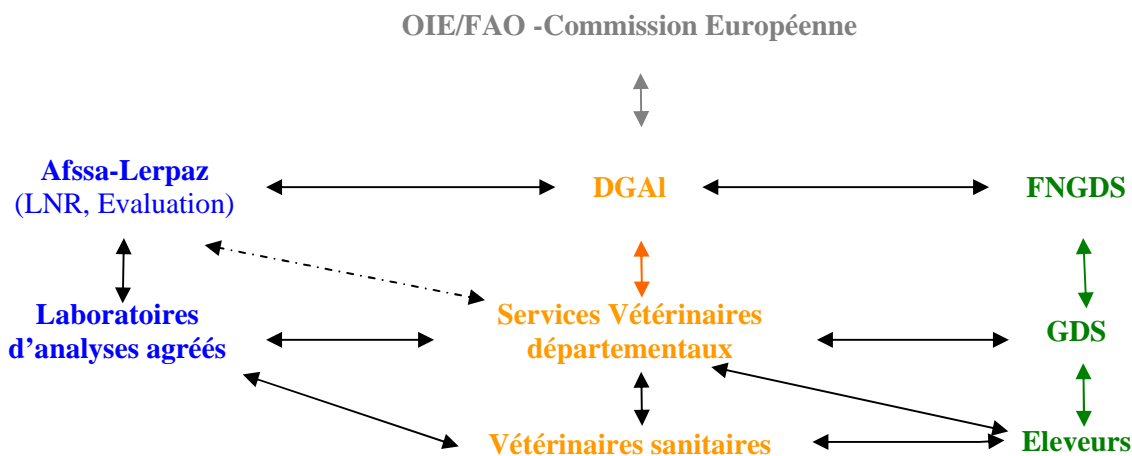 OIE/FAO -Commission Européenne
Afssa-Lerpaz
(LNR, Evaluation)
DGAl
FNGDS
Laboratoires
d’analyses agréés
Services Vétérinaires
départementaux
GDS
Vétérinaires sanitaires
Eleveurs